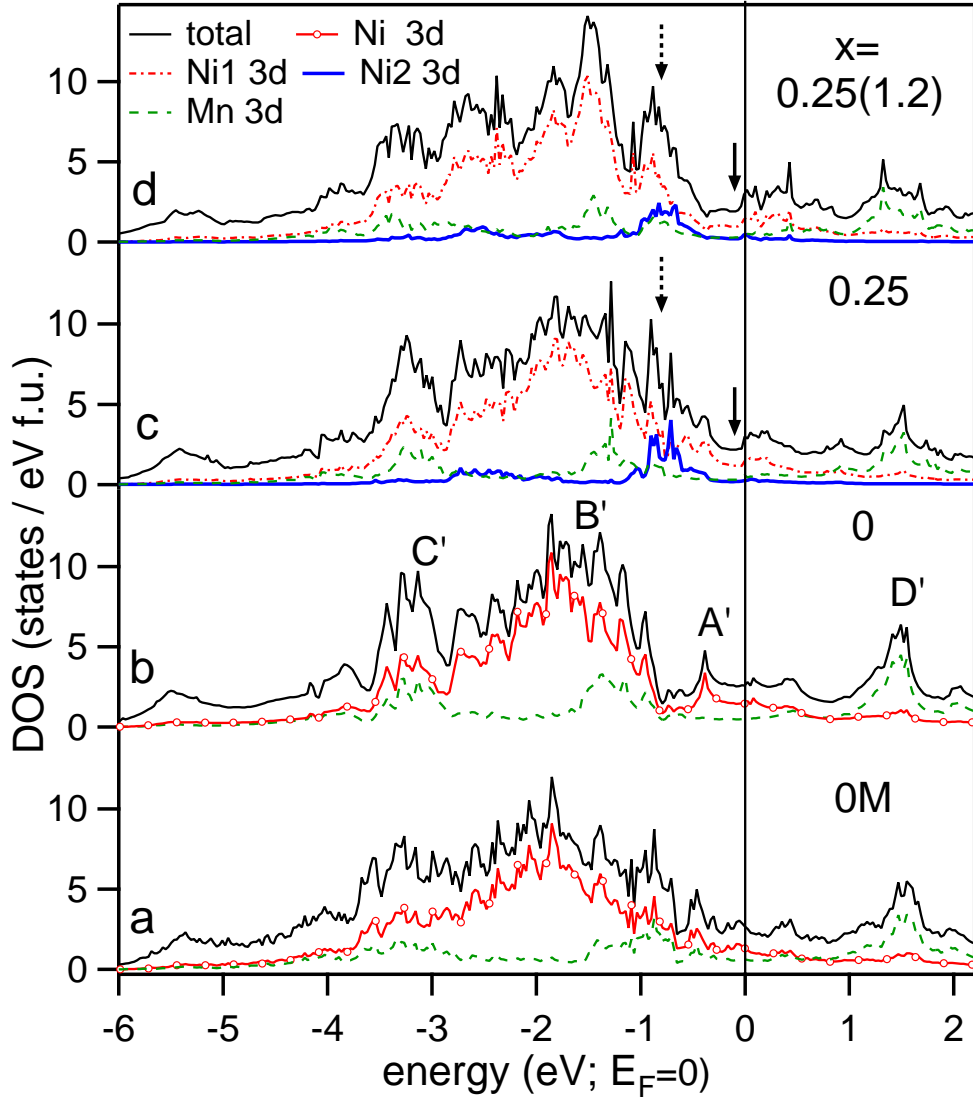 total
Ni 3d
Ni1 3d
Ni2 3d
Mn 3d
x=
0.25(1.2)
10
5
0
d
0.25
10
5
0
c
0
C'
B'
A'
D'
10
5
0
b
0M
10
5
0
a
DOS (states / eV f.u.)
-6 -5 -4 -3 -2 -1 0 1 2
energy (eV; E_F=0)